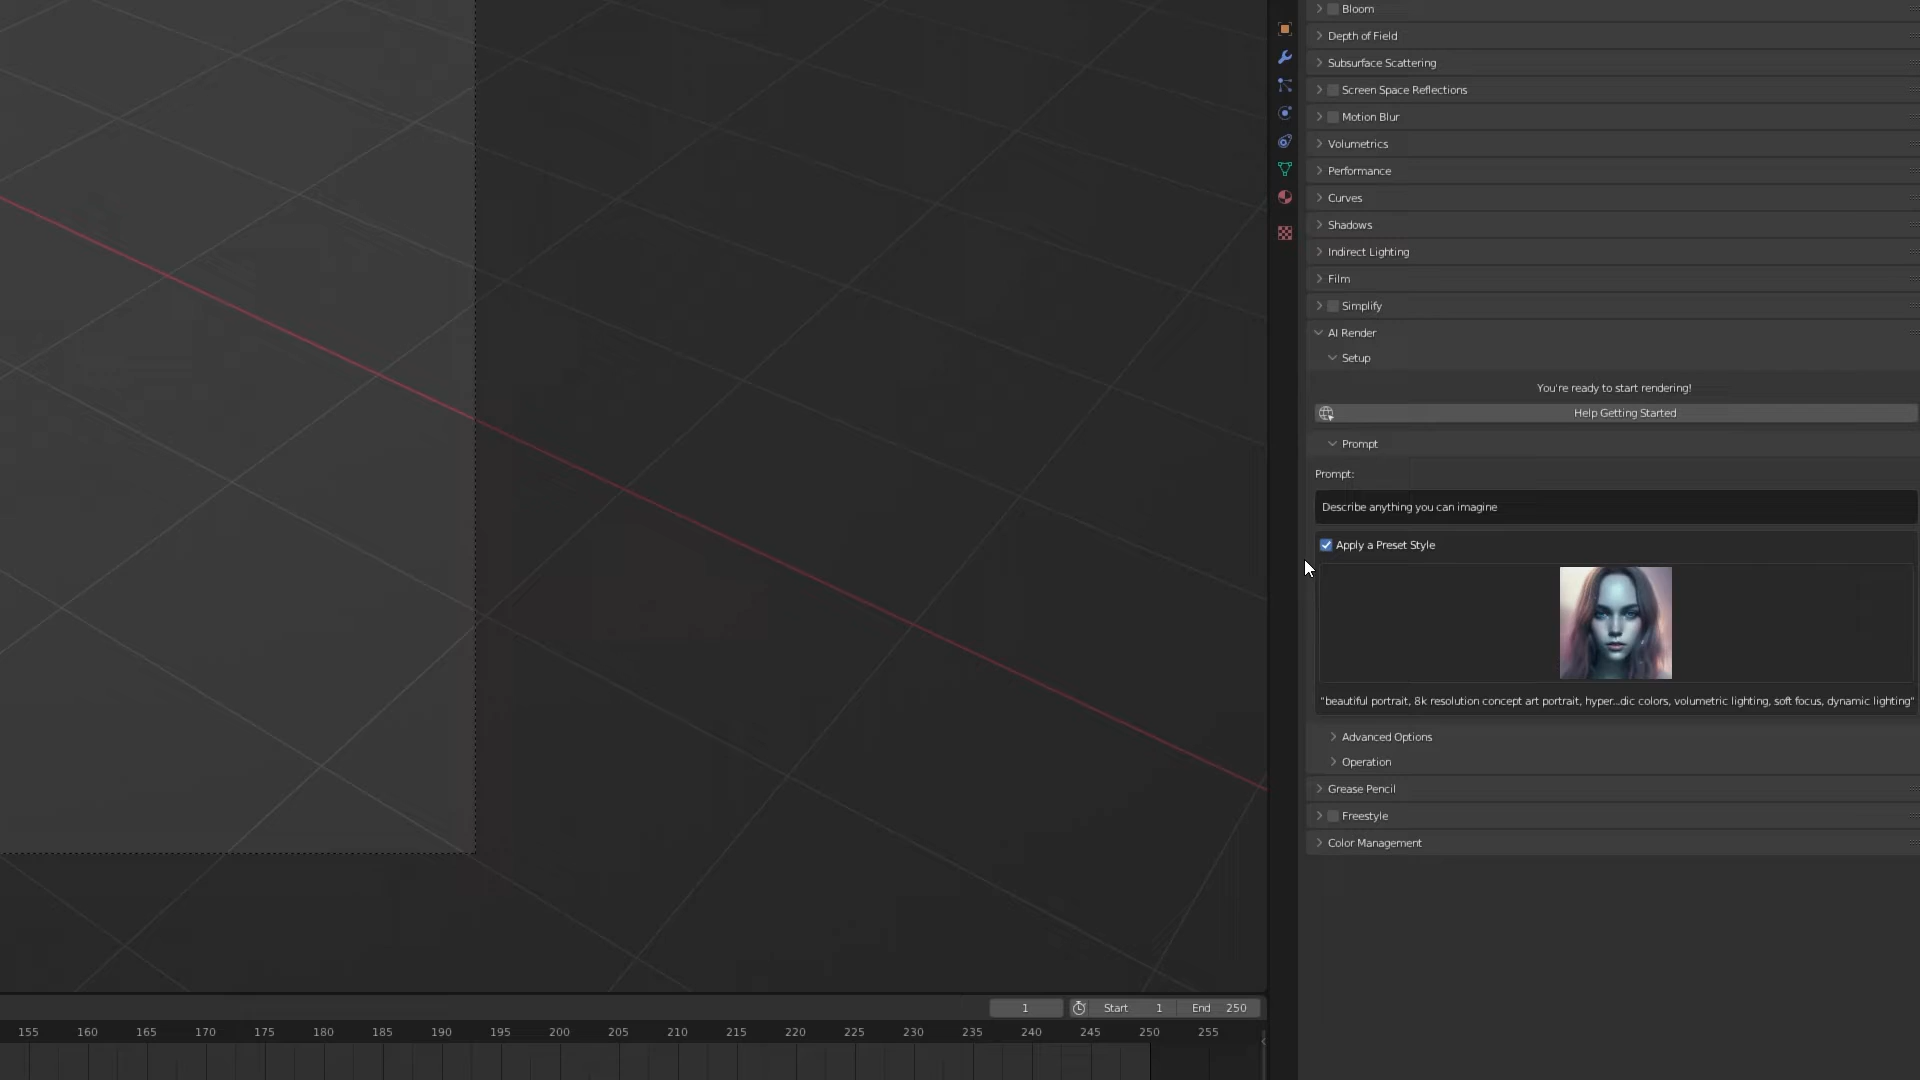 Bloom
Depth of Field
Subsurface Scattering
Screen Space Reflections
Motion Blur
Volumetrics
Performance
Curves
Shadows
Indirect Lighting
Film
Simplify
AI Render
Setup
You're ready to start rendering!
Help Getting Started
Prompt
Prompt:
Describe anything you can imagine
Apply a Preset Style
"beautiful portrait, 8k resolution concept art portrait, hyper...dic colors, volumetric lighting, soft focus, dynamic lighting"
Advanced Options
Operation
Grease Pencil
Freestyle
Color Management
1 Start 1 End 250
155 160 165 170 175 180 185 190 195 200 205 210 215 220 225 230 235 240 245 250 255